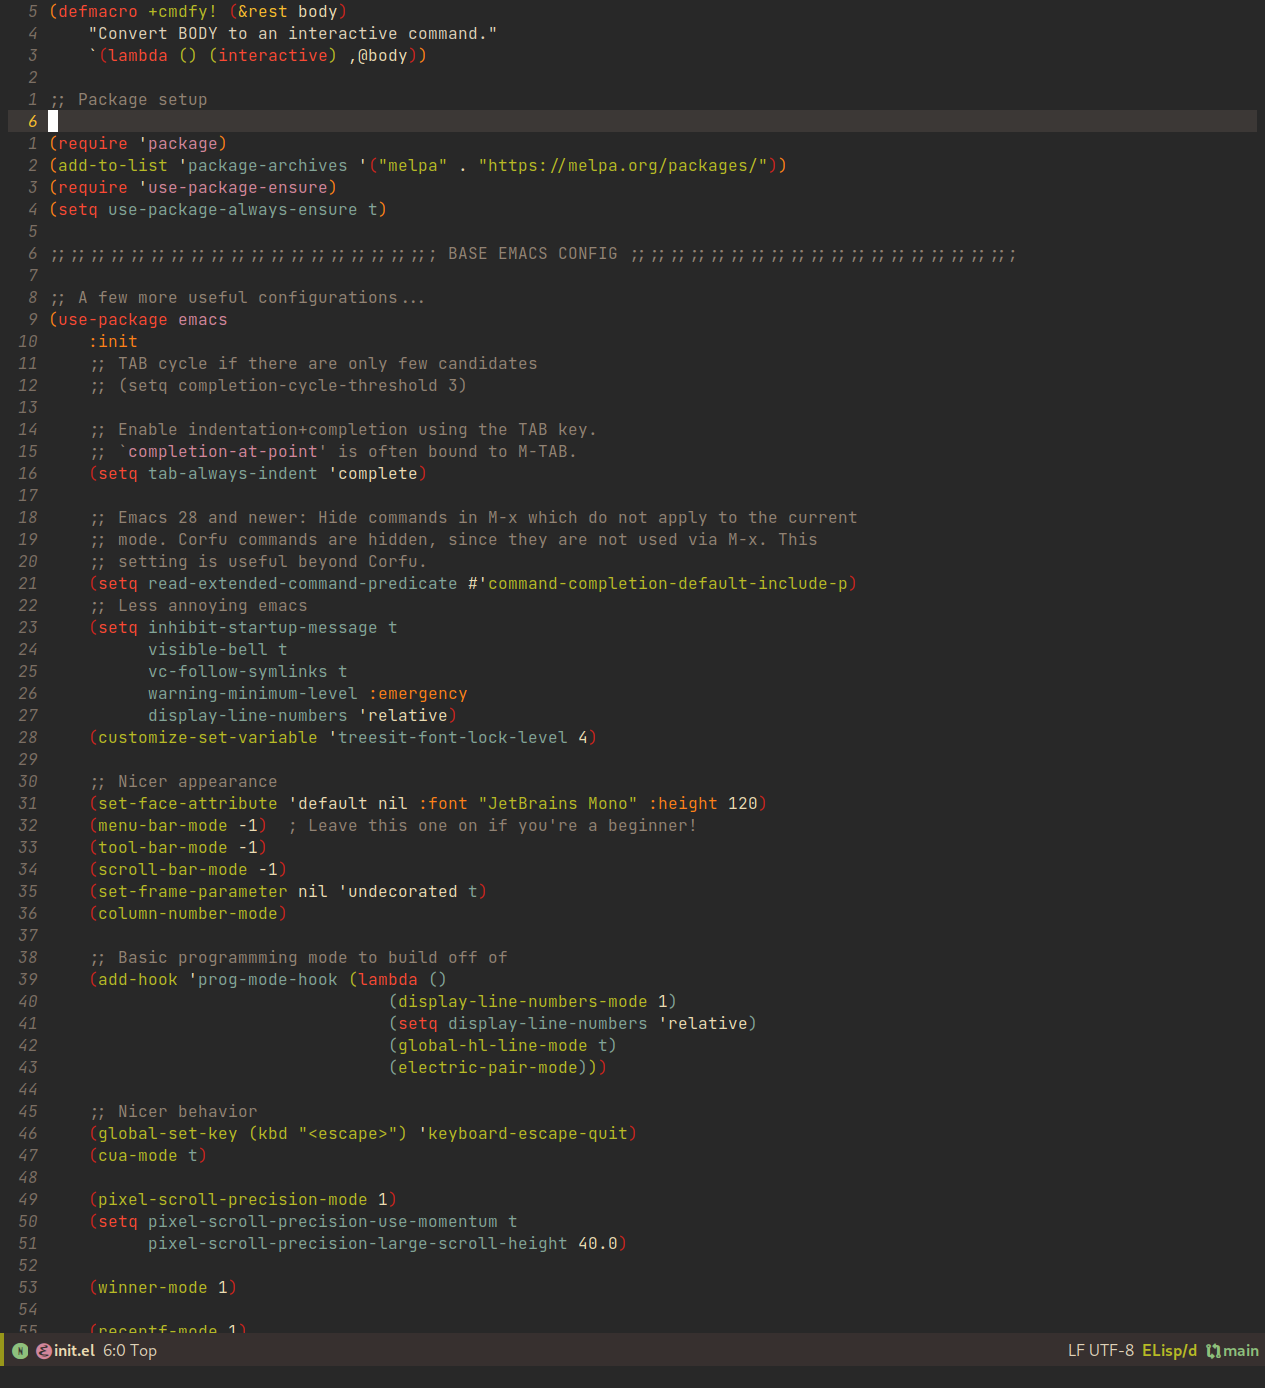 5 (defmacro +cmdfy! (&rest body)
4     "Convert BODY to an interactive command."
3     `(lambda () (interactive) ,@body))
2
1 ;; Package setup
6
1 (require 'package)
2 (add-to-list 'package-archives '("melpa" . "https://melpa.org/packages/"))
3 (require 'use-package-ensure)
4 (setq use-package-always-ensure t)
5
6 ;;;;;;;;;;;;;;;;;;;;;;;;;;;;;;;;;;;;;;; BASE EMACS CONFIG ;;;;;;;;;;;;;;;;;;;;;;;;;;;;;;;;;;;;;;;
7
8 ;; A few more useful configurations...
9 (use-package emacs
10     :init
11     ;; TAB cycle if there are only few candidates
12     ;; (setq completion-cycle-threshold 3)
13
14     ;; Enable indentation+completion using the TAB key.
15     ;; `completion-at-point' is often bound to M-TAB.
16     (setq tab-always-indent 'complete)
17
18     ;; Emacs 28 and newer: Hide commands in M-x which do not apply to the current
19     ;; mode. Corfu commands are hidden, since they are not used via M-x. This
20     ;; setting is useful beyond Corfu.
21     (setq read-extended-command-predicate #'command-completion-default-include-p)
22     ;; Less annoying emacs
23     (setq inhibit-startup-message t
24           visible-bell t
25           vc-follow-symlinks t
26           warning-minimum-level :emergency
27           display-line-numbers 'relative)
28     (customize-set-variable 'treesit-font-lock-level 4)
29
30     ;; Nicer appearance
31     (set-face-attribute 'default nil :font "JetBrains Mono" :height 120)
32     (menu-bar-mode -1)  ; Leave this one on if you're a beginner!
33     (tool-bar-mode -1)
34     (scroll-bar-mode -1)
35     (set-frame-parameter nil 'undecorated t)
36     (column-number-mode)
37
38     ;; Basic programmming mode to build off of
39     (add-hook 'prog-mode-hook (lambda ()
40                                   (display-line-numbers-mode 1)
41                                   (setq display-line-numbers 'relative)
42                                   (global-hl-line-mode t)
43                                   (electric-pair-mode)))
44
45     ;; Nicer behavior
46     (global-set-key (kbd "<escape>") 'keyboard-escape-quit)
47     (cua-mode t)
48
49     (pixel-scroll-precision-mode 1)
50     (setq pixel-scroll-precision-use-momentum t
51           pixel-scroll-precision-large-scroll-height 40.0)
52
53     (winner-mode 1)
54
55     (recentf-mode 1)
N init.el 6:0 Top LF UTF-8 ELisp/d main